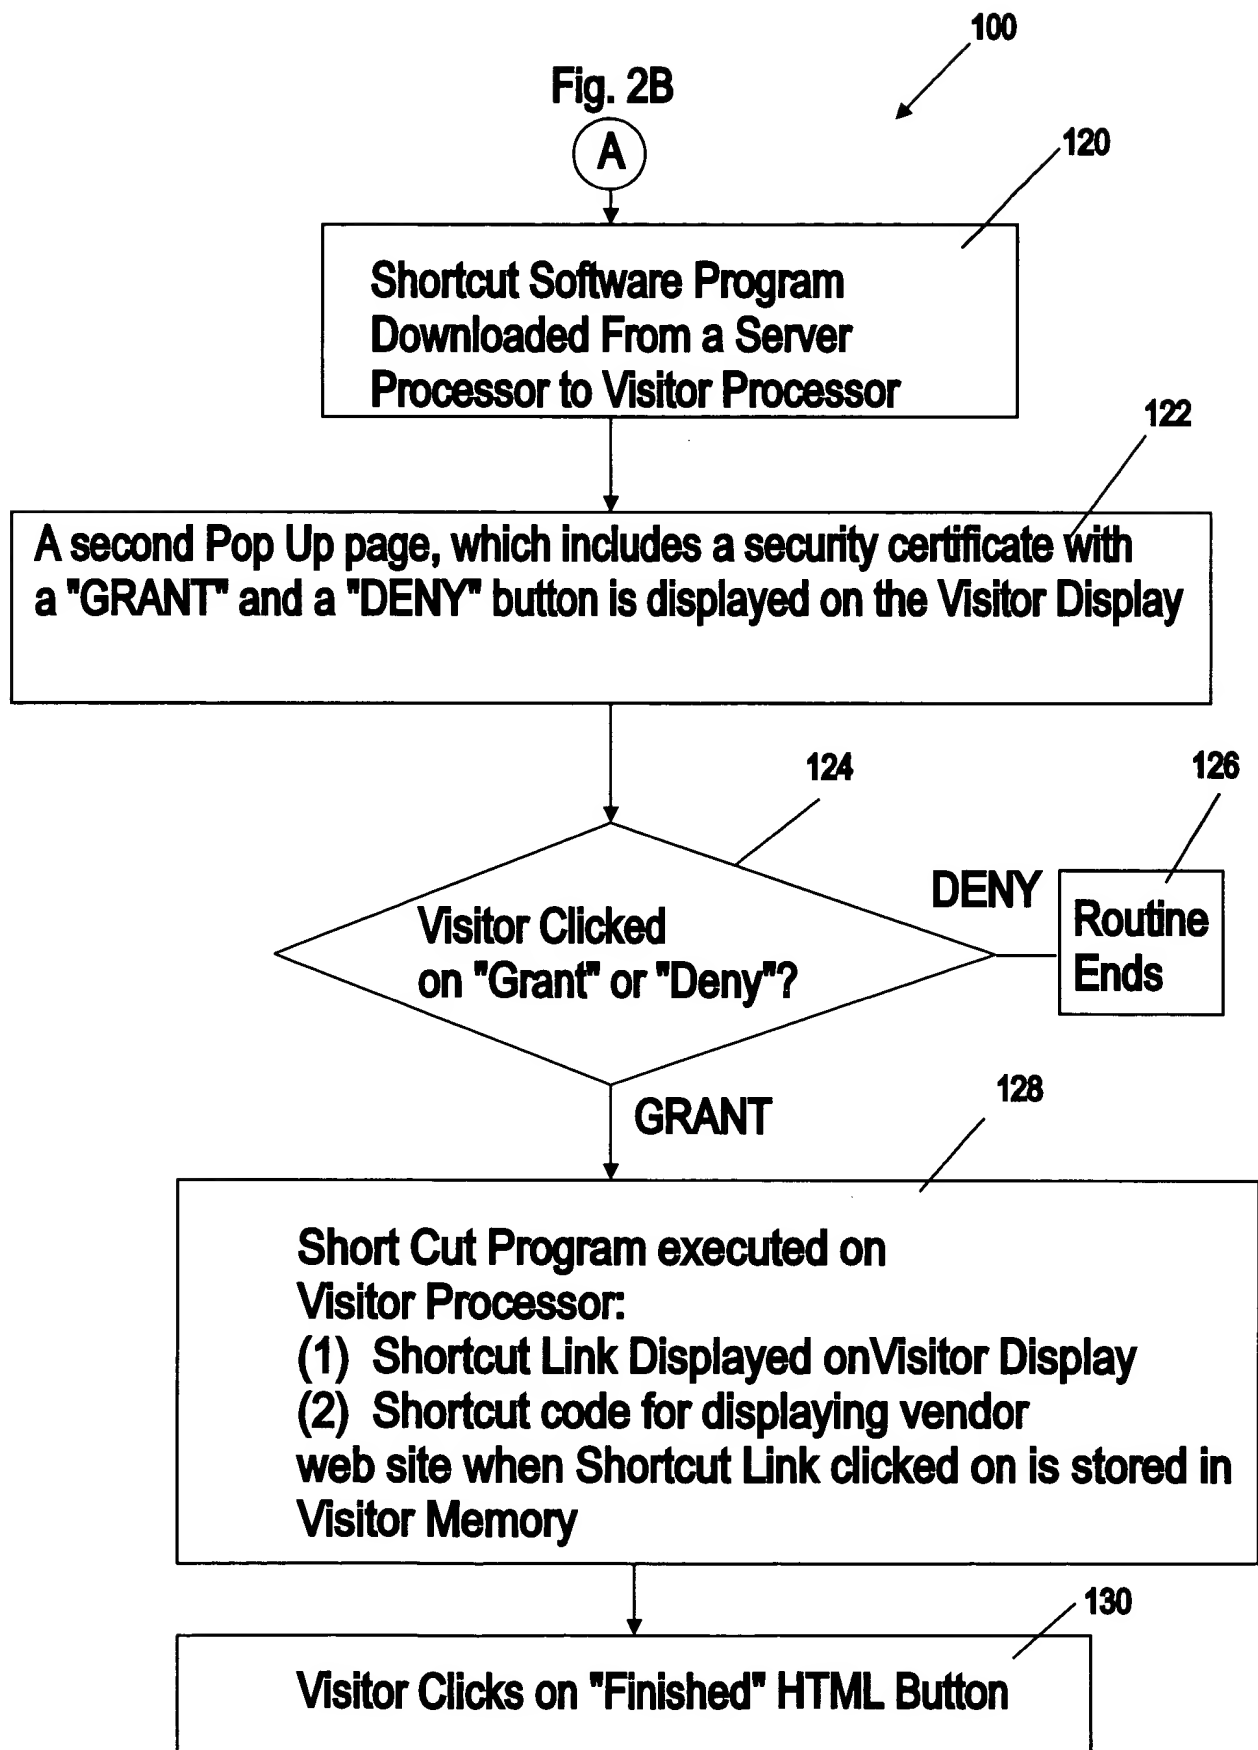 100
Fig. 2B
A
120
Shortcut Software Program
Downloaded From a Server
Processor to Visitor Processor
122
A second Pop Up page, which includes a security certificate with
a "GRANT" and a "DENY" button is displayed on the Visitor Display
124
126
DENY
Routine
Ends
Visitor Clicked
on "Grant" or "Deny"?
GRANT
128
Short Cut Program executed on
Visitor Processor:
(1) Shortcut Link Displayed onVisitor Display
(2) Shortcut code for displaying vendor
web site when Shortcut Link clicked on is stored in
Visitor Memory
130
Visitor Clicks on "Finished" HTML Button